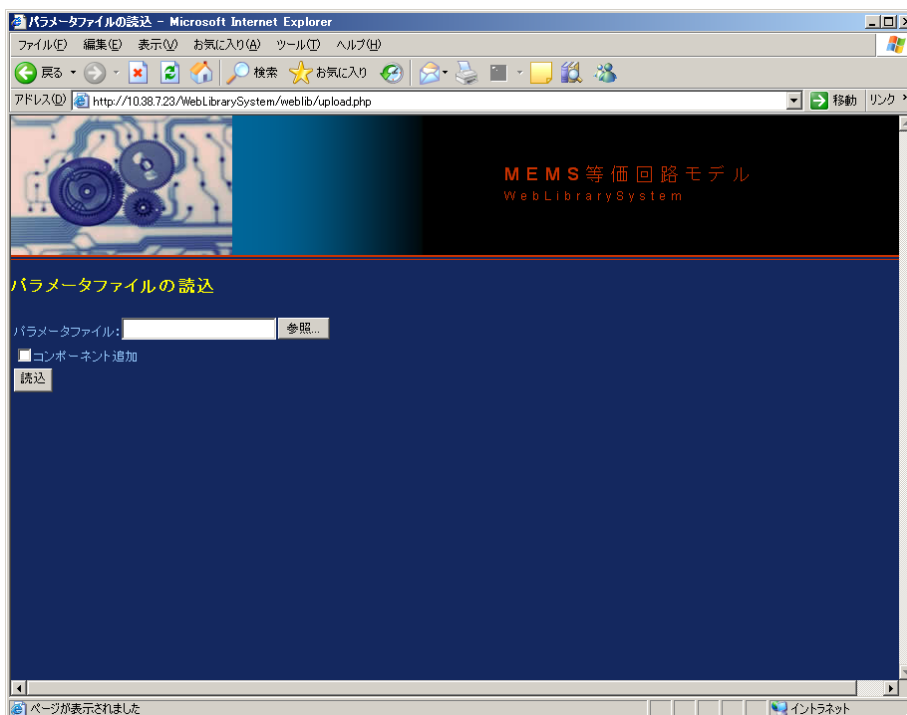 パラメータファイルの読込 - Microsoft Internet Explorer
ファイル(F) 編集(E) 表示(V) お気に入り(A) ツール(T) ヘルプ(H)
戻る 検索 お気に入り
アドレス(D) http://10.38.7.23/WebLibrarySystem/weblib/upload.php 移動 リンク
MEMS等価回路モデル
WebLibrarySystem
パラメータファイルの読込
パラメータファイル: 参照...
コンポーネント追加
読込
ページが表示されました イントラネット